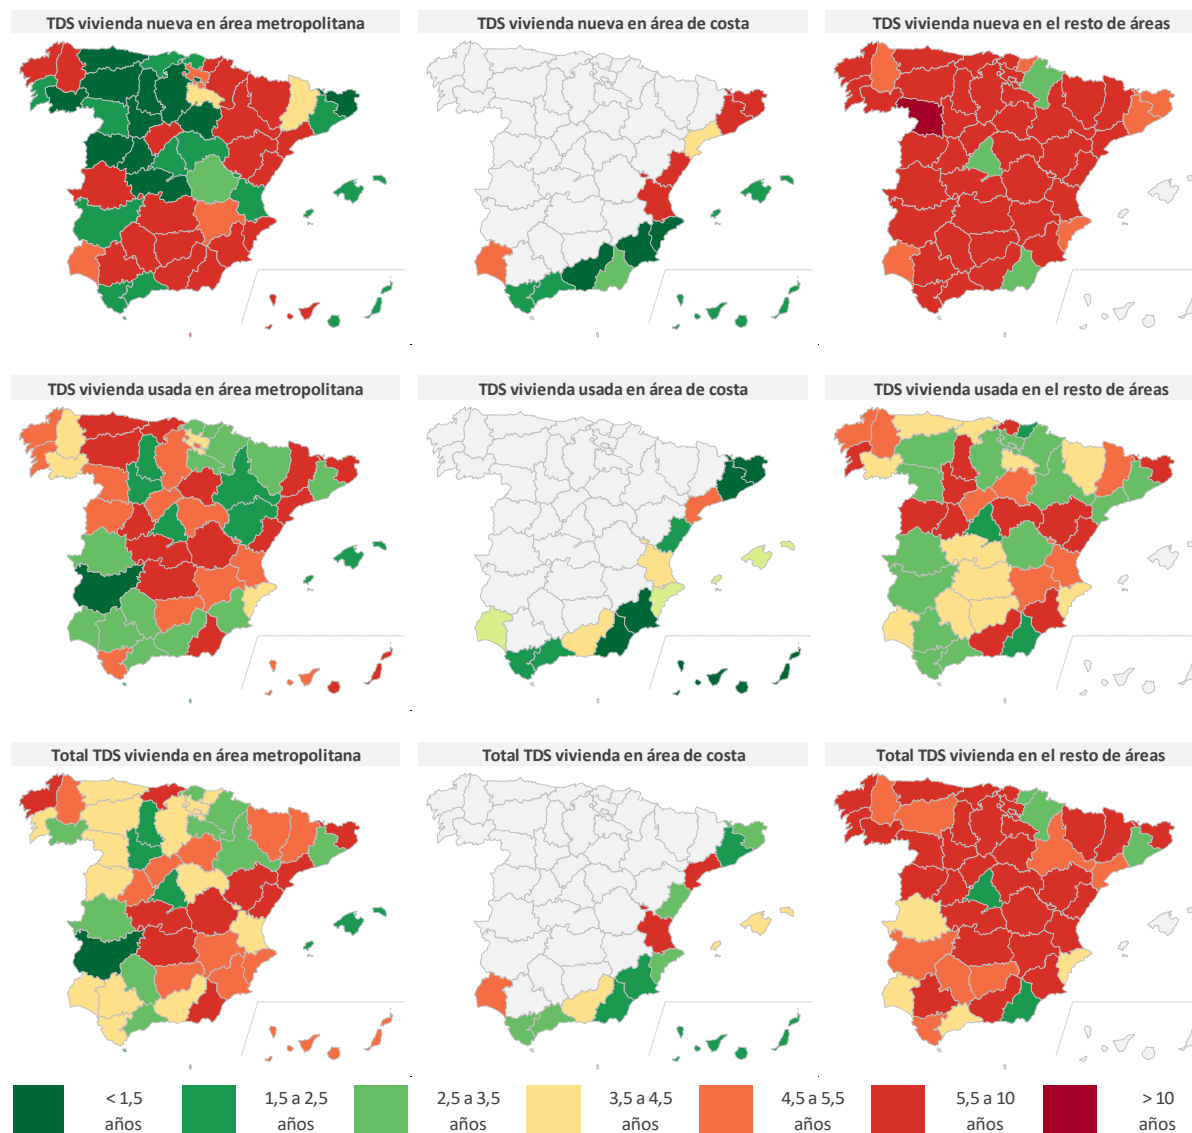 TDS vivienda nueva en área metropolitana
TDS vivienda nueva en área de costa
TDS vivienda nueva en el resto de áreas
TDS vivienda usada en área metropolitana
TDS vivienda usada en área de costa
TDS vivienda usada en el resto de áreas
Total TDS vivienda en área metropolitana
Total TDS vivienda en área de costa
Total TDS vivienda en el resto de áreas
< 1,5
años
1,5 a 2,5
años
2,5 a 3,5
años
3,5 a 4,5
años
4,5 a 5,5
años
5,5 a 10
años
> 10
años